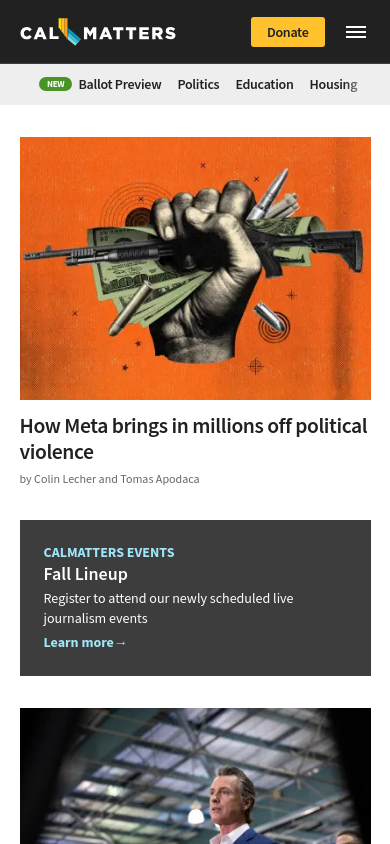 CAL MATTERS
Donate
NEW Ballot Preview Politics Education Housing
How Meta brings in millions off political
violence
by Colin Lecher and Tomas Apodaca
CALMATTERS EVENTS
Fall Lineup
Register to attend our newly scheduled live
journalism events
Learn more→